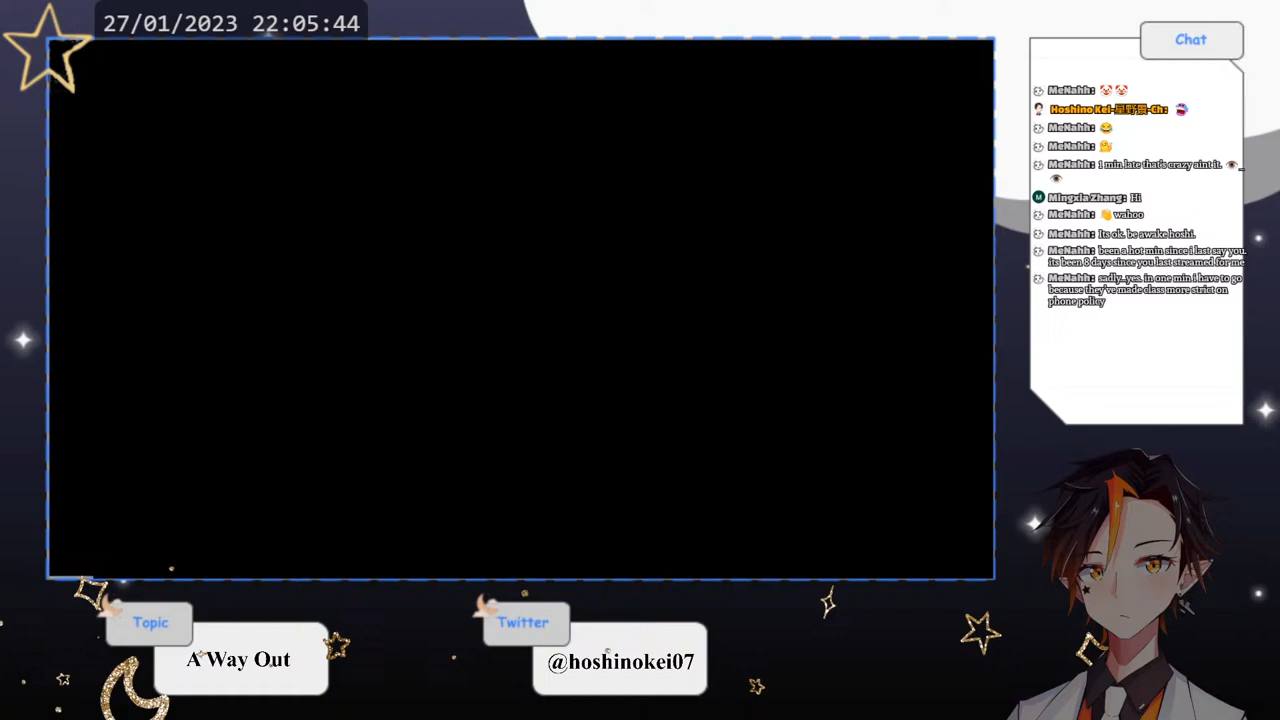 27/01/2023 22:05:44
Chat
MeNahh: 🤡🤡
Hoshino Kei-星野景-Ch:
MeNahh: 😂
MeNahh: 🫠
MeNahh: 1 min late that's crazy aint it. 👁️_
👁️
M Mingxia Zhang: Hi
MeNahh: 👋 wahoo
MeNahh: Its ok. be awake hoshi.
MeNahh: been a hot min since i last say you.
its been 8 days since you last streamed for me
MeNahh: sadly..yes. in one min i have to go
because they've made class more strict on
phone policy
Topic
A Way Out
Twitter
@hoshinokei07